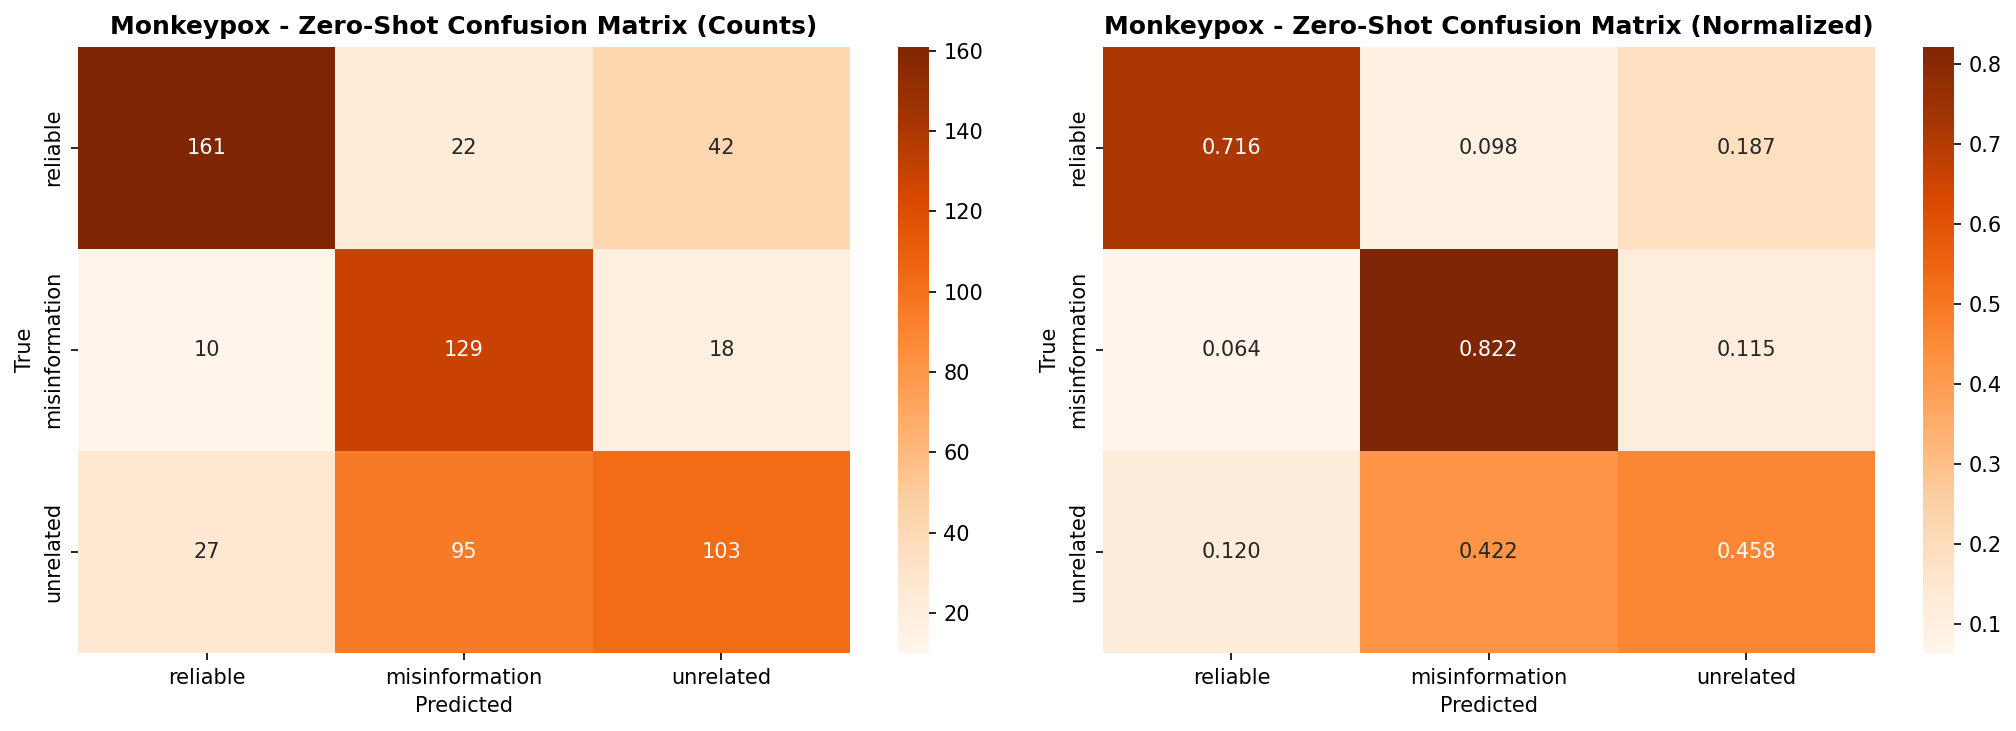 Monkeypox - Zero-Shot Confusion Matrix (Counts)
True
reliable
misinformation
unrelated
161 22 42
10 129 18
27 95 103
reliable misinformation unrelated
Predicted
160
140
120
100
80
60
40
20
Monkeypox - Zero-Shot Confusion Matrix (Normalized)
True
reliable
misinformation
unrelated
0.716 0.098 0.187
0.064 0.822 0.115
0.120 0.422 0.458
reliable misinformation unrelated
Predicted
0.8
0.7
0.6
0.5
0.4
0.3
0.2
0.1